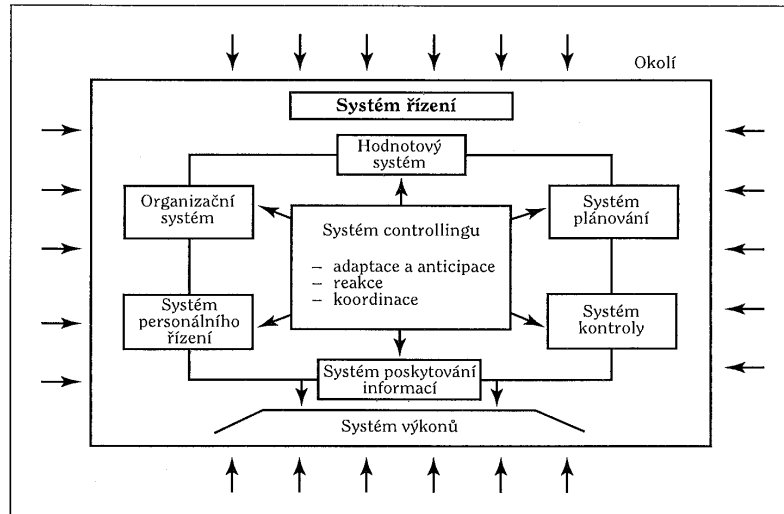 Okolí
Systém řízení
Hodnotový
systém
Organizační
systém
Systém
plánování
Systém controllingu
– adaptace a anticipace
– reakce
– koordinace
Systém
personálního
řízení
Systém
kontroly
Systém poskytování
informací
Systém výkonů